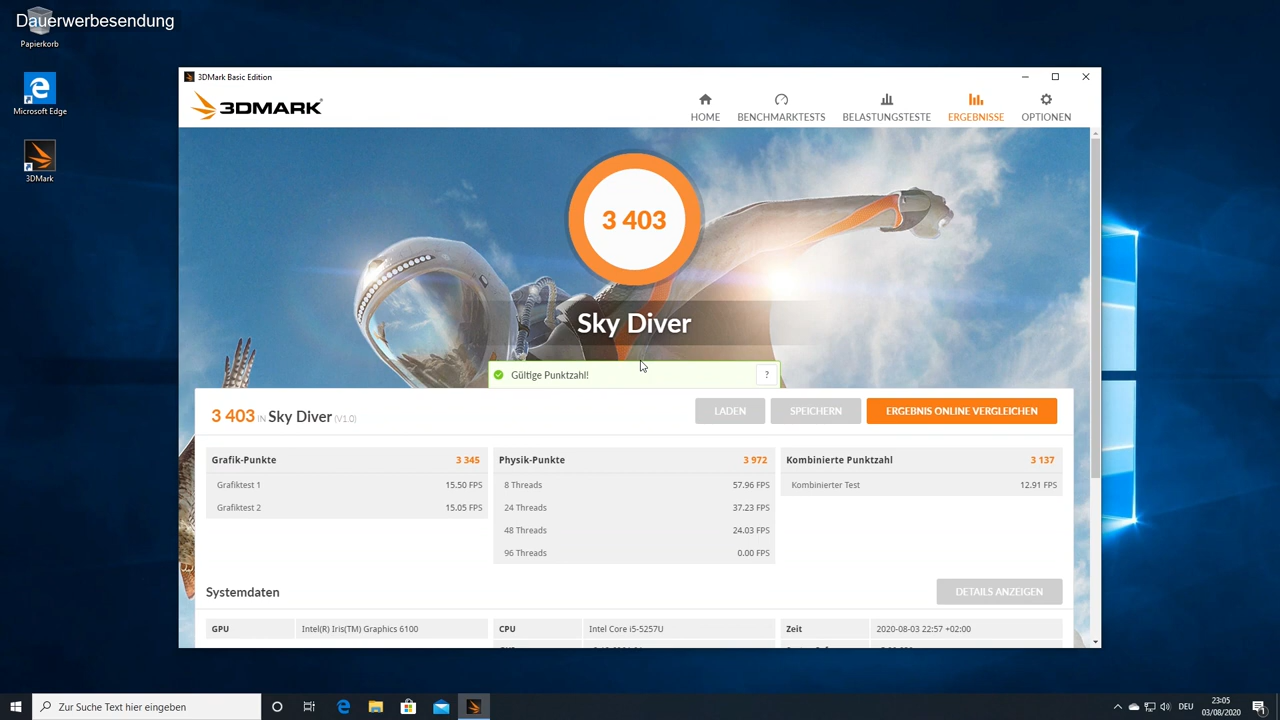 Dauerwerbesendung
Papierkorb
Microsoft Edge
3DMark
3DMark Basic Edition
3DMARK
HOME
BENCHMARKTESTS
BELASTUNGSTESTE
ERGEBNISSE
OPTIONEN
3 403
Sky Diver
Gültige Punktzahl!
?
3 403 IN Sky Diver (V1.0)
LADEN
SPEICHERN
ERGEBNIS ONLINE VERGLEICHEN
Grafik-Punkte 3 345
Grafiktest 1 15.50 FPS
Grafiktest 2 15.05 FPS
Physik-Punkte 3 972
8 Threads 57.96 FPS
24 Threads 37.23 FPS
48 Threads 24.03 FPS
96 Threads 0.00 FPS
Kombinierte Punktzahl 3 137
Kombinierter Test 12.91 FPS
Systemdaten
DETAILS ANZEIGEN
GPU Intel(R) Iris(TM) Graphics 6100
CPU Intel Core i5-5257U
Zeit 2020-08-03 22:57 +02:00
Zur Suche Text hier eingeben
DEU
23:05
03/08/2020
1